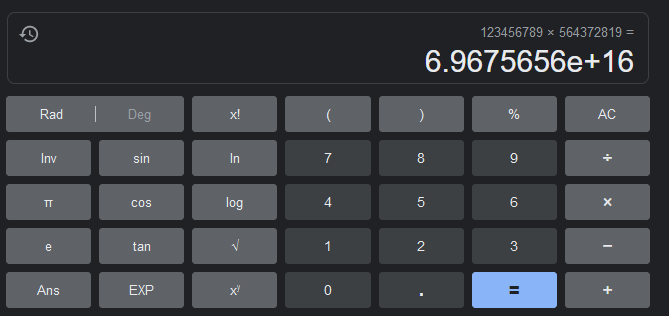 123456789 × 564372819 =
6.9675656e+16
Rad | Deg x! ( ) % AC
Inv sin ln 7 8 9 ÷
π cos log 4 5 6 ×
e tan √ 1 2 3 −
Ans EXP xʸ 0 . = +